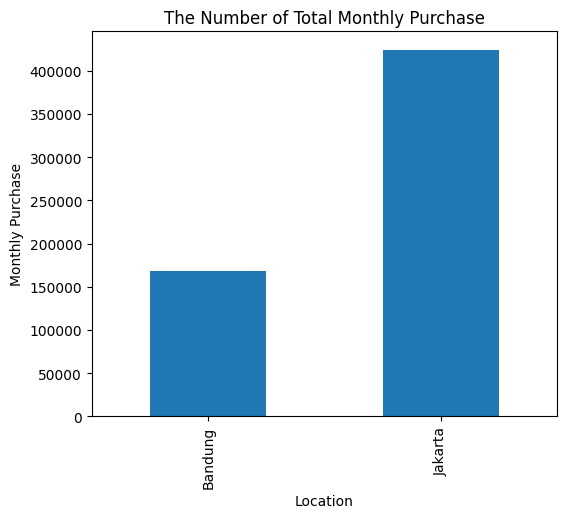 The Number of Total Monthly Purchase
Monthly Purchase
400000
350000
300000
250000
200000
150000
100000
50000
0
Bandung
Jakarta
Location